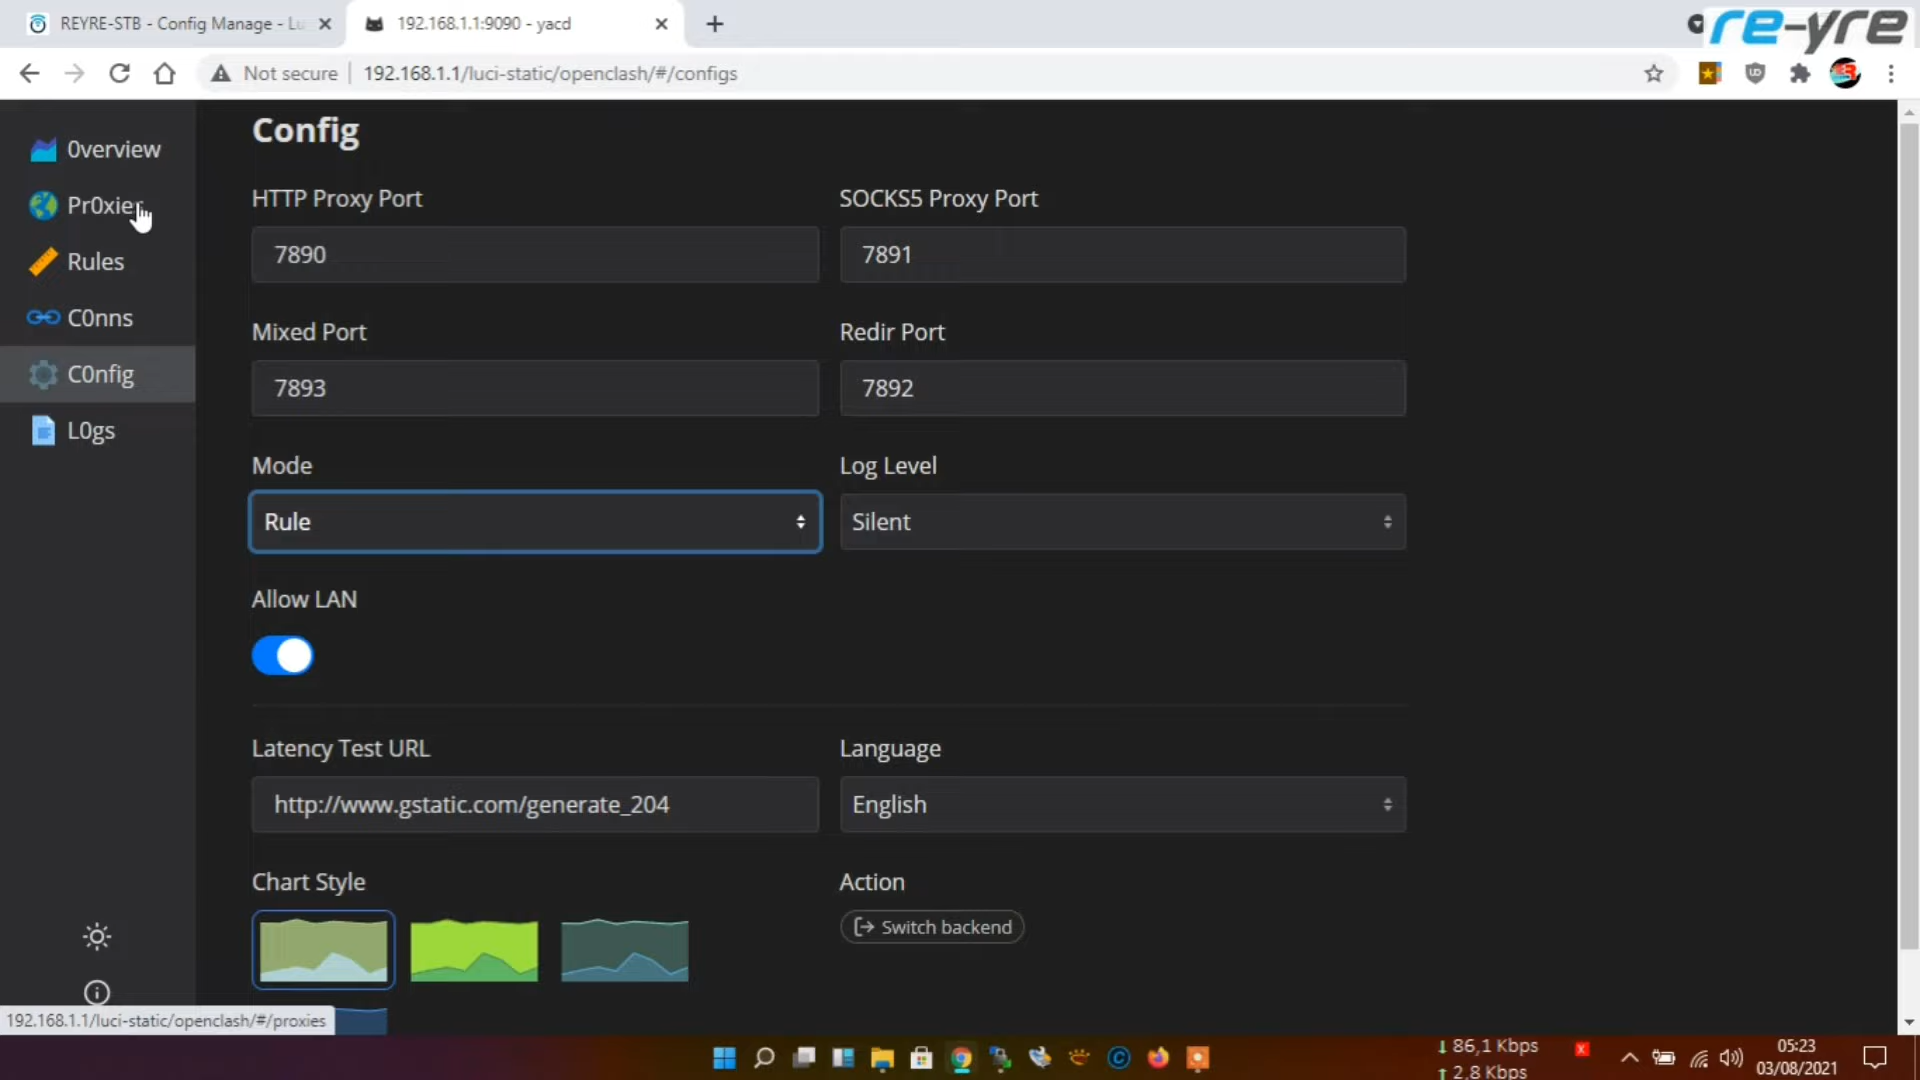 REYRE-STB - Config Manage - Lu
192.168.1.1:9090 - yacd
re-yre
Not secure
192.168.1.1/luci-static/openclash/#/configs
0verview
Pr0xies
Rules
C0nns
C0nfig
L0gs
Config
HTTP Proxy Port
SOCKS5 Proxy Port
7890
7891
Mixed Port
Redir Port
7893
7892
Mode
Log Level
Rule
Silent
Allow LAN
Latency Test URL
Language
http://www.gstatic.com/generate_204
English
Chart Style
Action
Switch backend
192.168.1.1/luci-static/openclash/#/proxies
↓ 86,1 Kbps
↑ 2,8 Kbps
05:23
03/08/2021